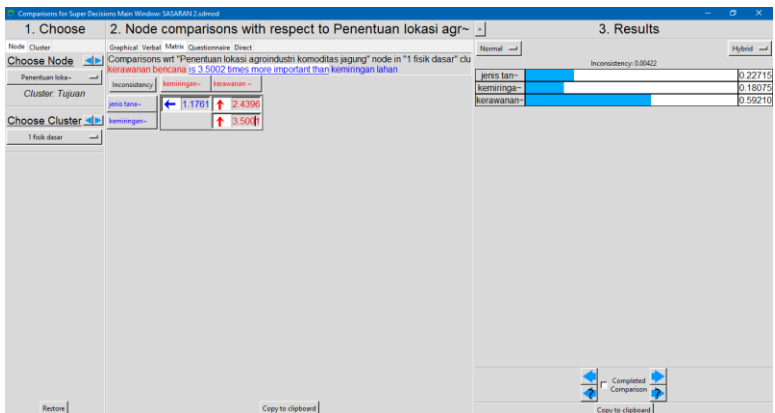 Comparisons for Super Decisions Main Window: SASARAN 2.sdmod
1. Choose
Node Cluster
Choose Node
Penentuan loka~
Cluster: Tujuan
Choose Cluster
1 fisik dasar
Restore
2. Node comparisons with respect to Penentuan lokasi agr~
Graphical Verbal Matrix Questionnaire Direct
Comparisons wrt "Penentuan lokasi agroindustri komoditas jagung" node in "1 fisik dasar" clu
kerawanan bencana is 3.5002 times more important than kemiringan lahan
Inconsistency kemiringan~ kerawanan ~
jenis tana~ 1.1761 2.4396
kemiringan~ 3.5001
Copy to clipboard
3. Results
Normal Hybrid
Inconsistency: 0.00422
jenis tan~ 0.22715
kemiringa~ 0.18075
kerawanan~ 0.59210
Completed
Comparison
Copy to clipboard